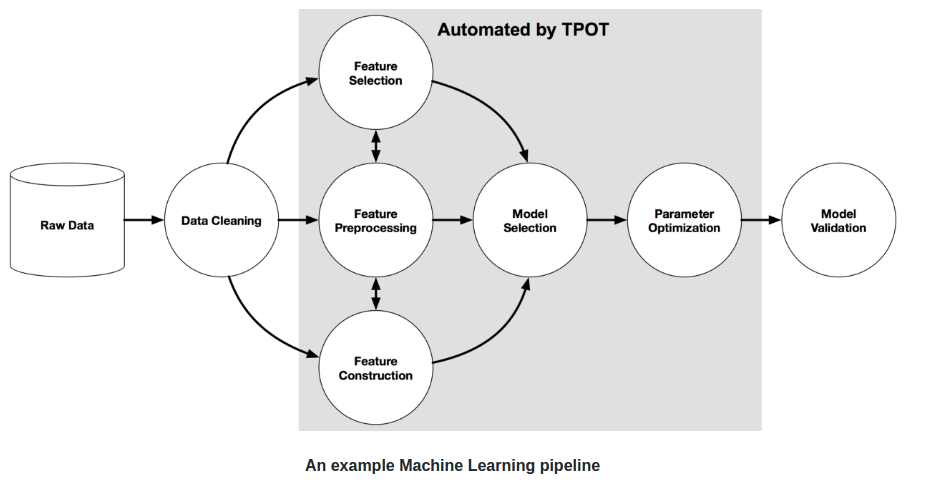 Automated by TPOT
Feature
Selection
Raw Data
Data Cleaning
Feature
Preprocessing
Model
Selection
Parameter
Optimization
Model
Validation
Feature
Construction
An example Machine Learning pipeline